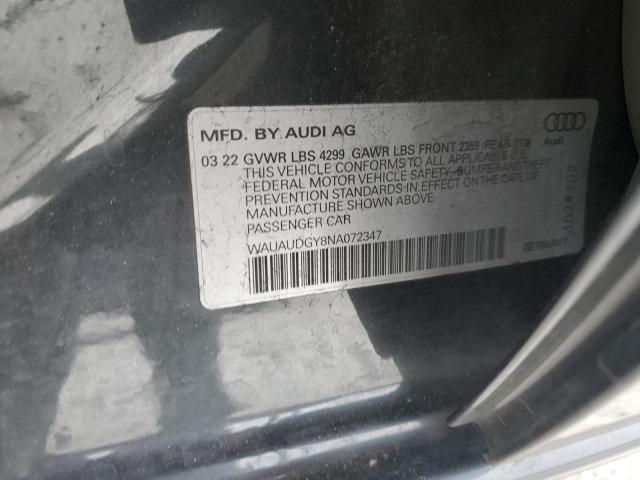 MFD. BY AUDI AG
03 22 GVWR LBS 4299 GAWR LBS FRONT 2359 /REAR 2138
THIS VEHICLE CONFORMS TO ALL APPLICABLE U.S.
FEDERAL MOTOR VEHICLE SAFETY, BUMPER AND THEFT
PREVENTION STANDARDS IN EFFECT ON THE DATE OF
MANUFACTURE SHOWN ABOVE
PASSENGER CAR
WAUAUDGY8NA072347
Audi
GERMANY